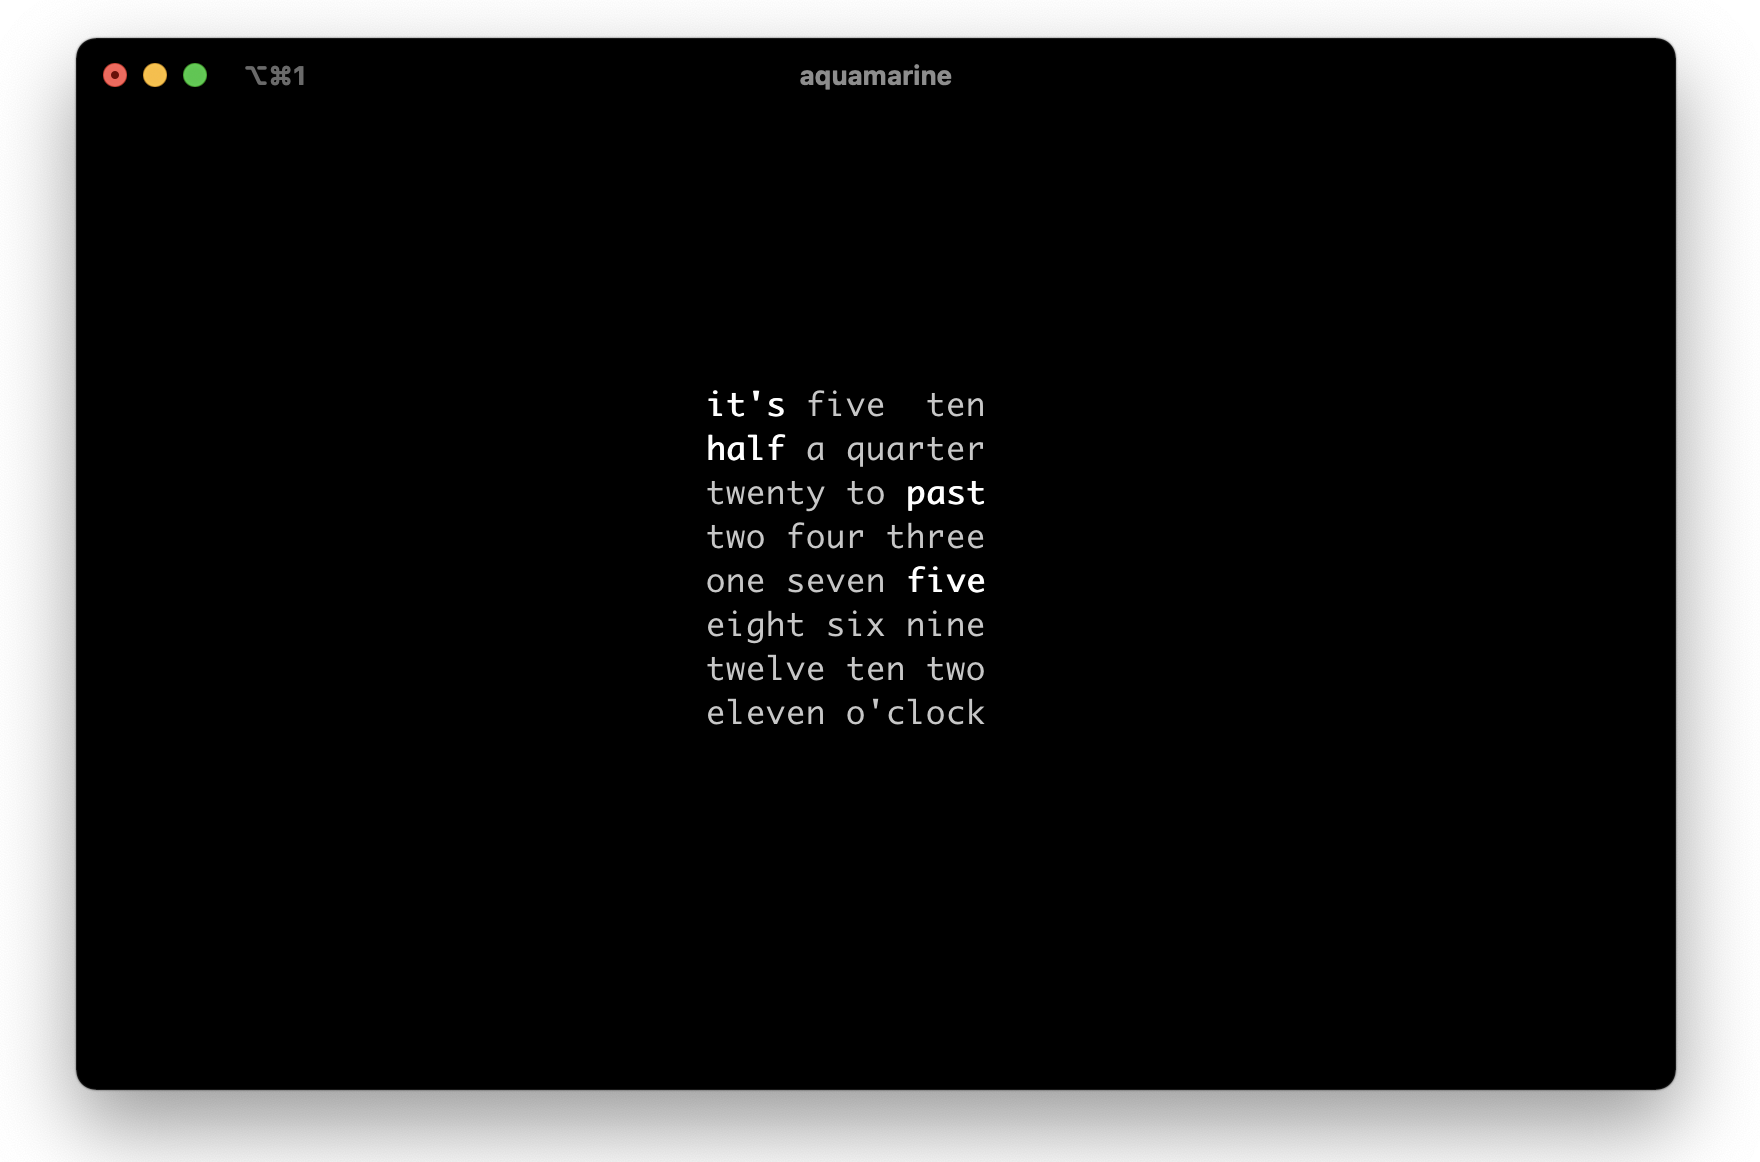 ⌥⌘1 aquamarine
it's five  ten
half a quarter
twenty to past
two four three
one seven five
eight six nine
twelve ten two
eleven o'clock